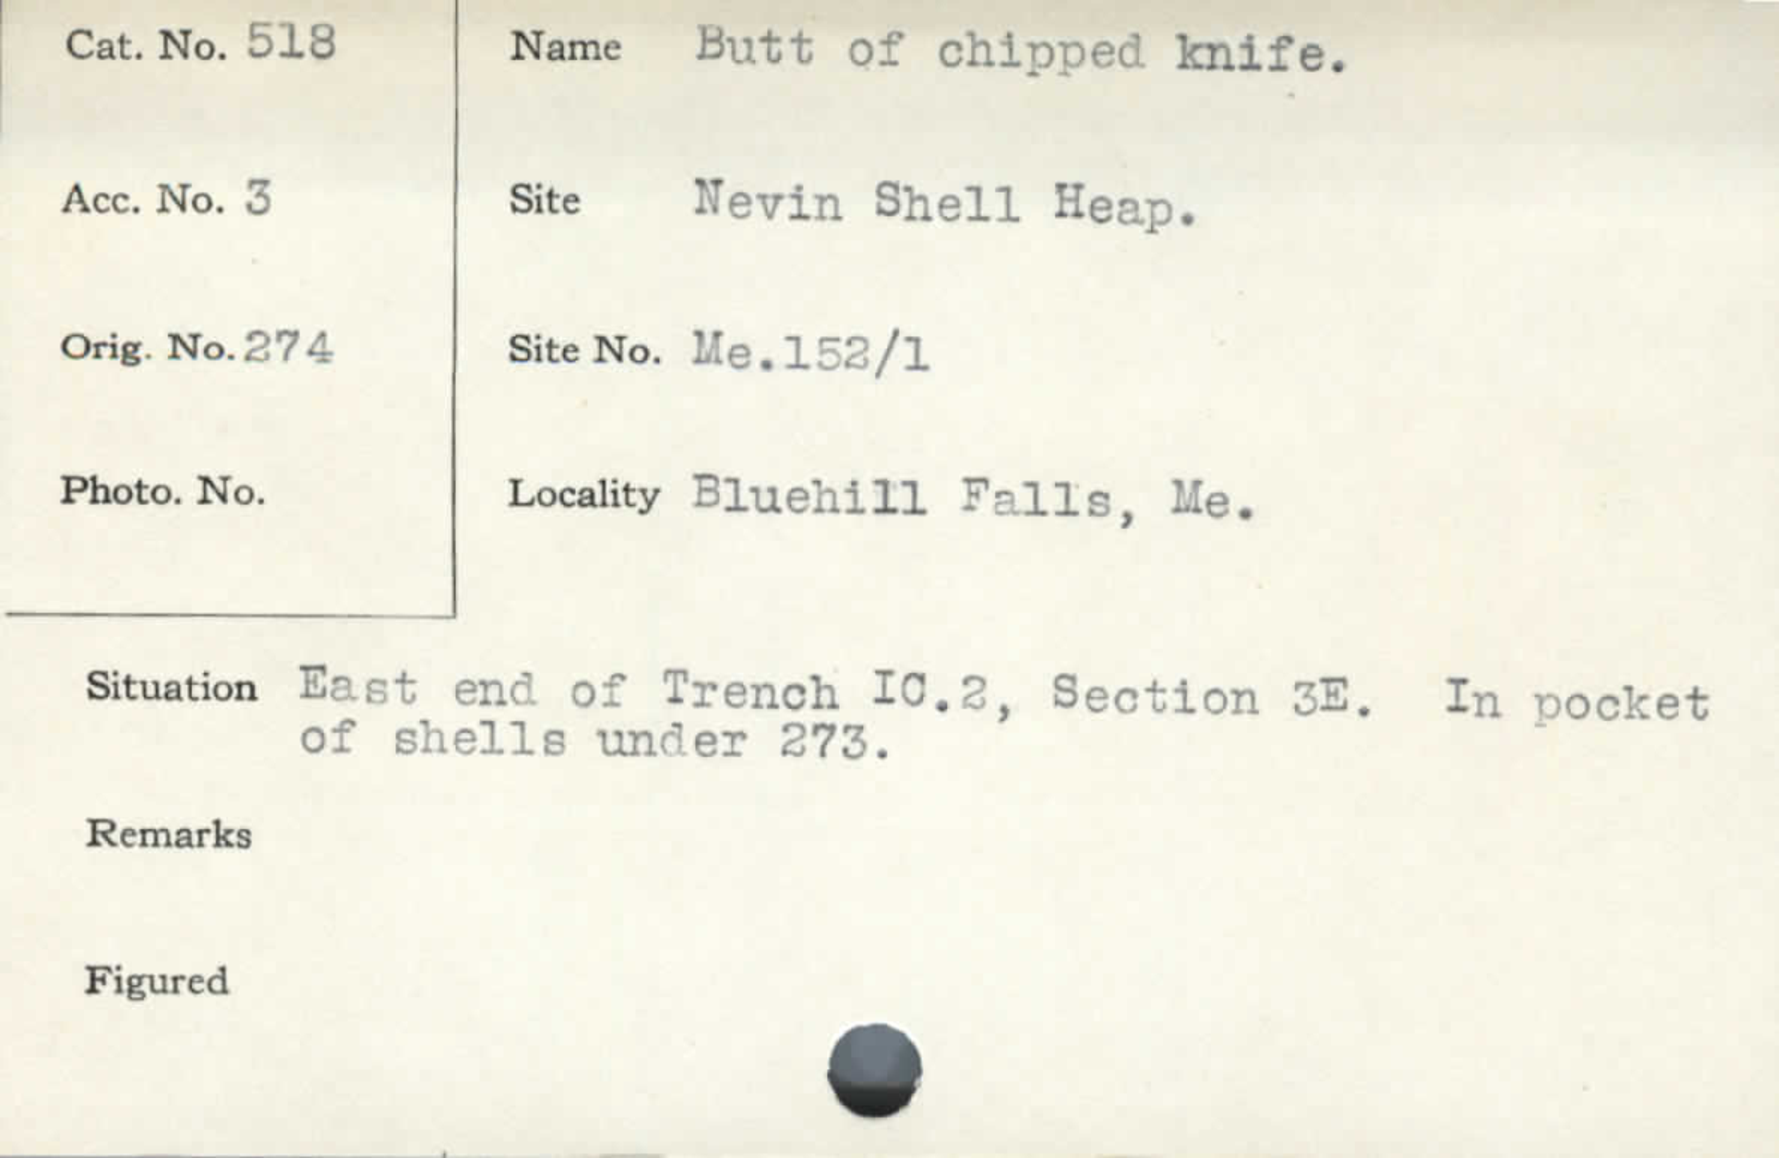 Cat. No. 518
Name Butt of chipped knife.
Acc. No. 3
Site Nevin Shell Heap.
Orig. No. 274
Site No. Me.152/1
Photo. No.
Locality Bluehill Falls, Me.
Situation East end of Trench IC.2, Section 3E. In pocket
of shells under 273.
Remarks
Figured